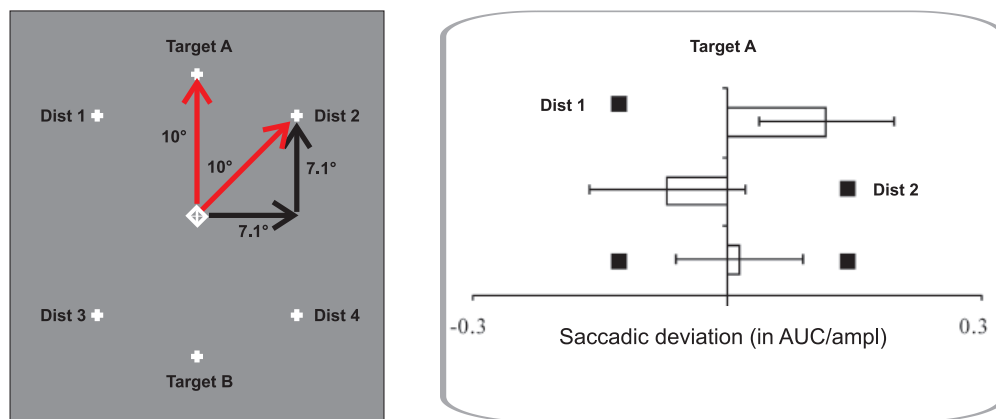 Target A
Dist 1
Dist 2
10°
10°
7.1°
7.1°
Dist 3
Dist 4
Target B
Target A
Dist 1
Dist 2
-0.3
0.3
Saccadic deviation (in AUC/ampl)